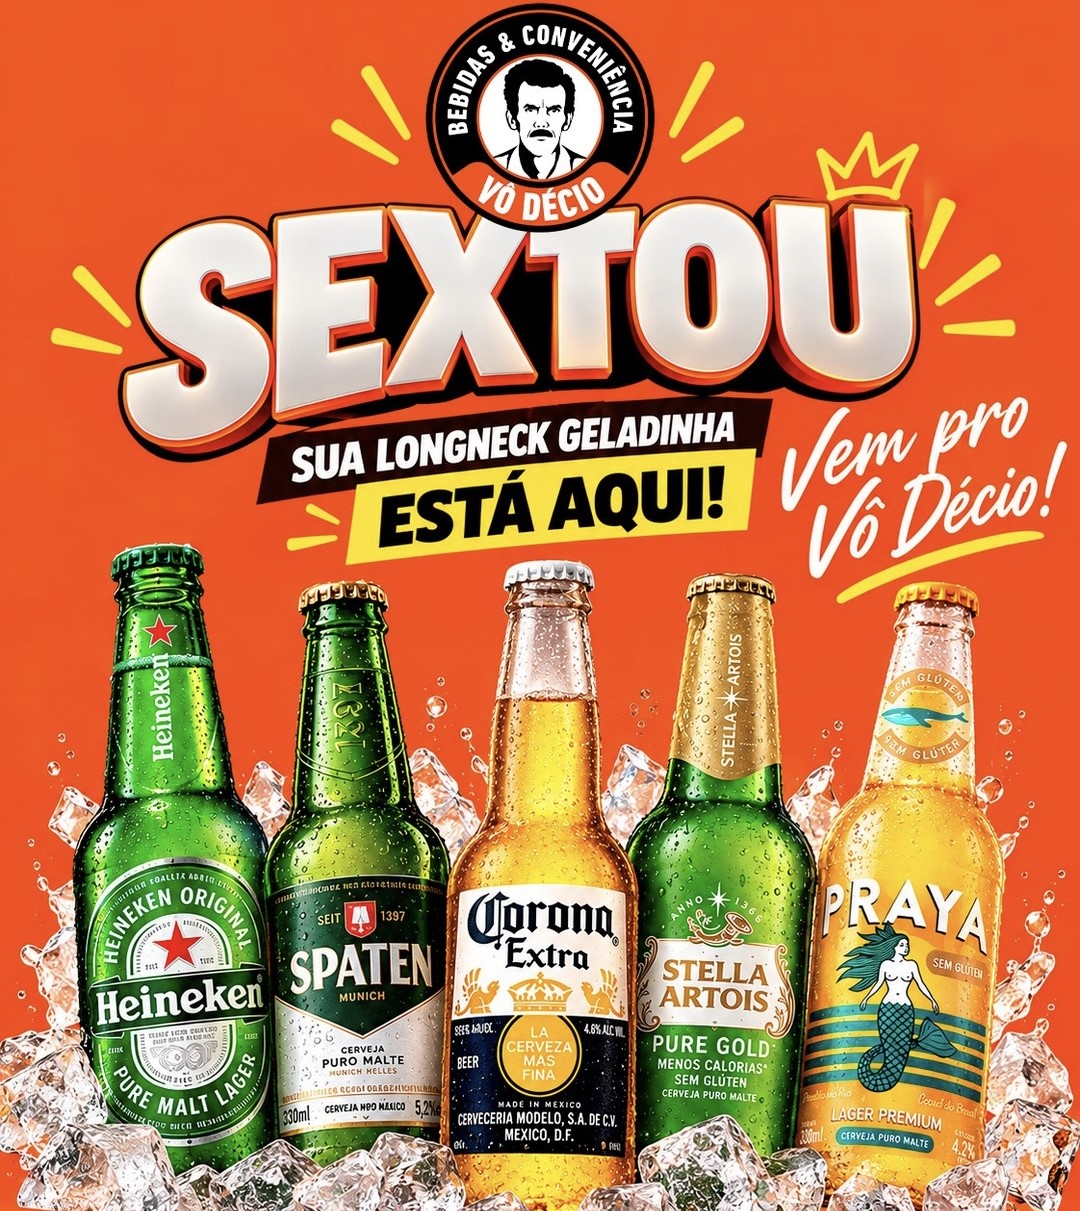 BEBIDAS & CONVENIÊNCIA
VÔ DÉCIO
SEXTOU
SUA LONGNECK GELADINHA
ESTÁ AQUI!
Vem pro
Vô Décio!
Heineken
HEINEKEN ORIGINAL
Heineken®
PURE MALT LAGER
1397
SEIT 1397
SPATEN
MUNICH
CERVEJA
PURO MALTE
MUNICH HELLES
330ml
5,2%
Corona®
Extra
4.6% ALC VOL.
BEER
LA
CERVEZA
MAS
FINA
MADE IN MEXICO
CERVECERIA MODELO, S.A. DE C.V.
MEXICO, D.F.
STELLA ARTOIS
ANNO 1366
STELLA
ARTOIS
PURE GOLD
MENOS CALORIAS*
SEM GLÚTEN
CERVEJA PURO MALTE
SEM GLÚTEN
SEM GLÚTEN
PRAYA
SEM GLÚTEN
LAGER PREMIUM
CERVEJA PURO MALTE
330ml
4.2%